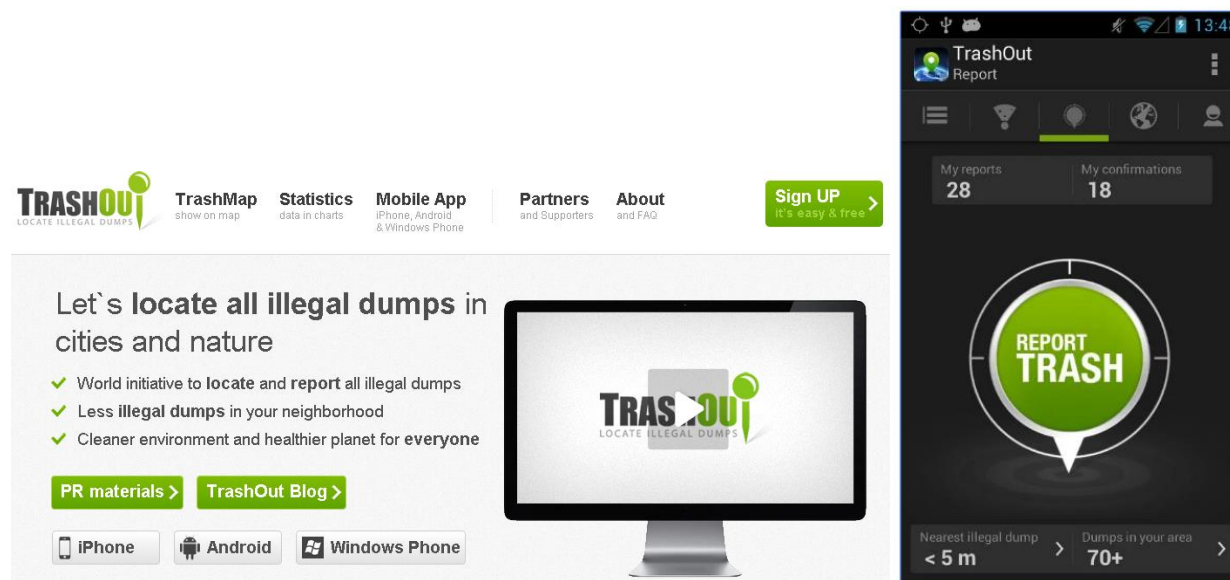 TRASHOUT
LOCATE ILLEGAL DUMPS
TrashMap
show on map
Statistics
data in charts
Mobile App
iPhone, Android
& Windows Phone
Partners
and Supporters
About
and FAQ
Sign UP
it's easy & free
Let`s locate all illegal dumps in
cities and nature
World initiative to locate and report all illegal dumps
Less illegal dumps in your neighborhood
Cleaner environment and healthier planet for everyone
PR materials
TrashOut Blog
iPhone
Android
Windows Phone
TRASHOUT
LOCATE ILLEGAL DUMPS
TrashOut
Report
My reports
28
My confirmations
18
REPORT
TRASH
Nearest illegal dump
< 5 m
Dumps in your area
70+